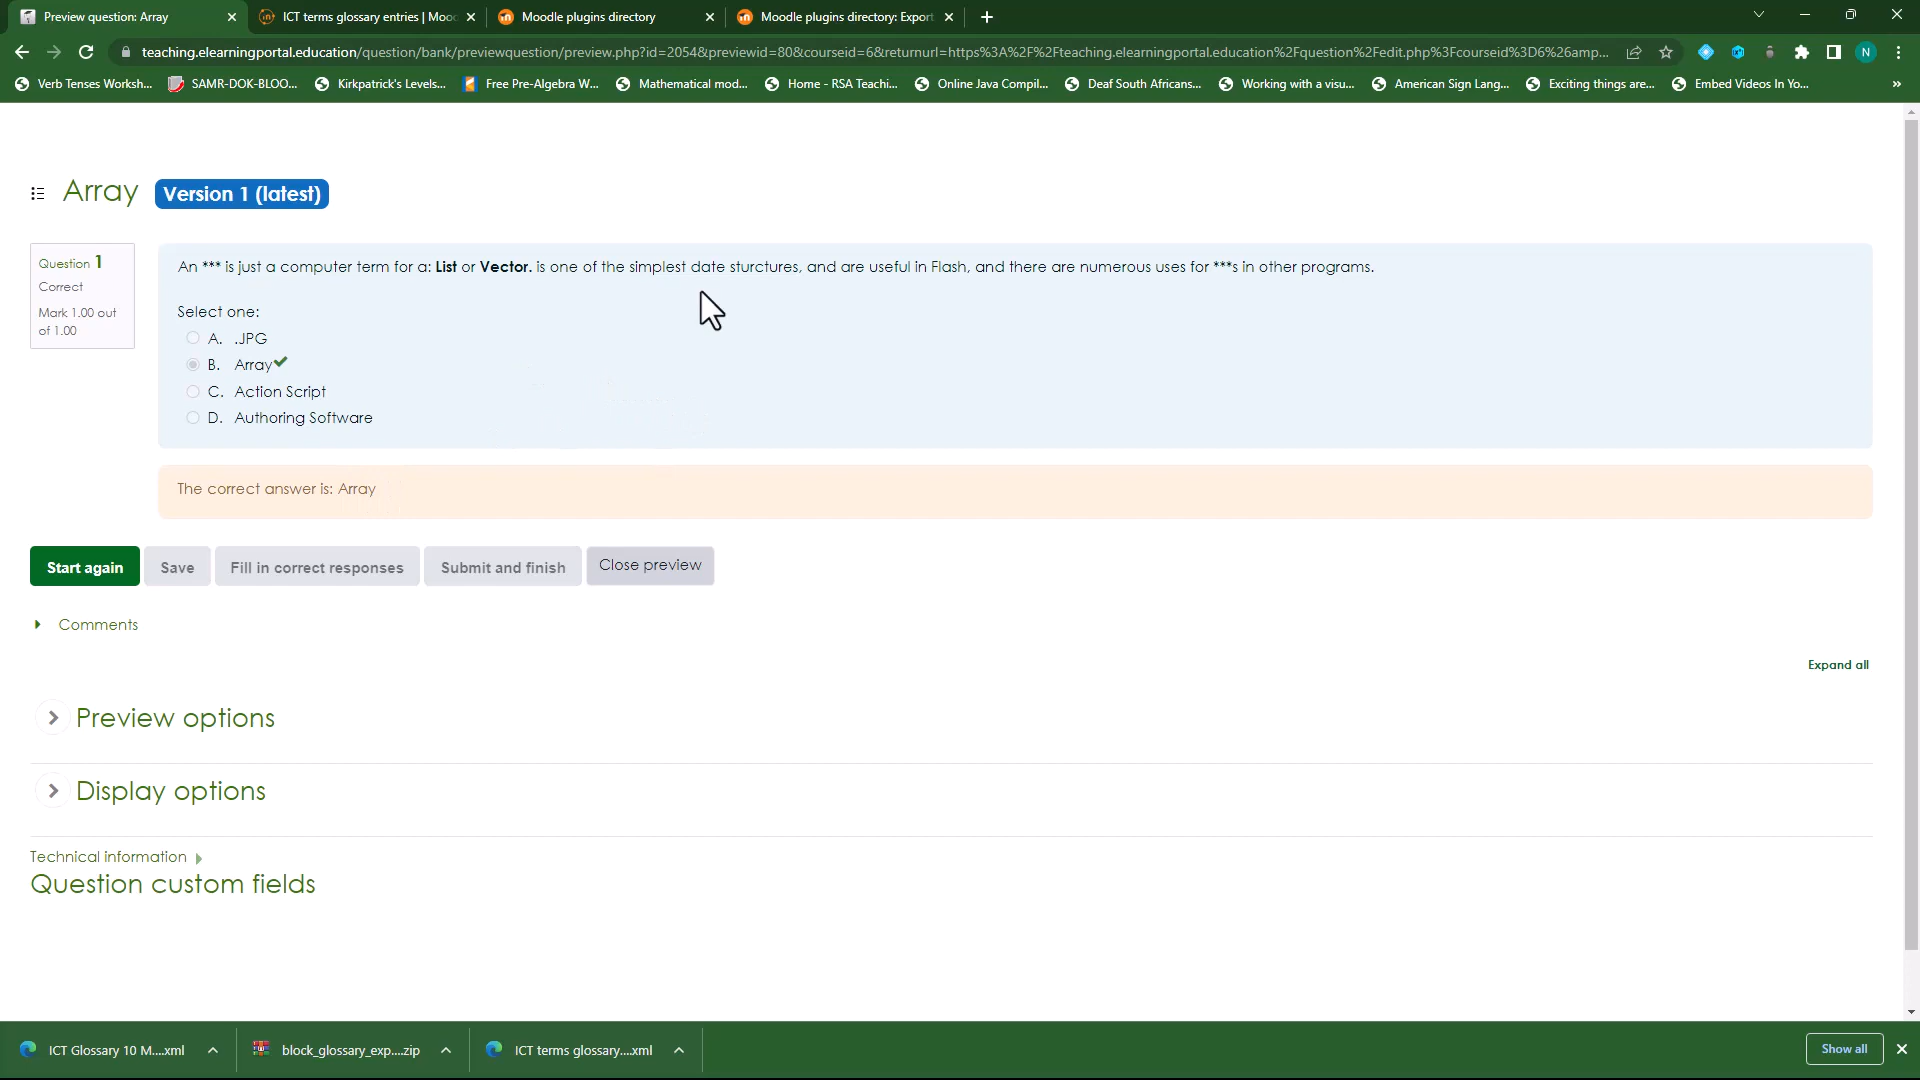 Preview question: Array
ICT terms glossary entries | Mooc
Moodle plugins directory
Moodle plugins directory: Export
teaching.elearningportal.education/question/bank/previewquestion/preview.php?id=2054&previewid=80&courseid=6&returnurl=https%3A%2F%2Fteaching.elearningportal.education%2Fquestion%2Fedit.php%3Fcourseid%3D6%26amp...
N
Verb Tenses Worksh...
SAMR-DOK-BLOO...
Kirkpatrick's Levels...
Free Pre-Algebra W...
Mathematical mod...
Home - RSA Teachi...
Online Java Compil...
Deaf South Africans...
Working with a visu...
American Sign Lang...
Exciting things are...
Embed Videos In Yo...
»
Array Version 1 (latest)
Question 1
Correct
Mark 1.00 out
of 1.00
An *** is just a computer term for a: List or Vector. is one of the simplest date sturctures, and are useful in Flash, and there are numerous uses for ***s in other programs.
Select one:
A. .JPG
B. Array
C. Action Script
D. Authoring Software
The correct answer is: Array
Start again
Save
Fill in correct responses
Submit and finish
Close preview
Comments
Expand all
Preview options
Display options
Technical information
Question custom fields
ICT Glossary 10 M....xml
block_glossary_exp....zip
ICT terms glossary....xml
Show all